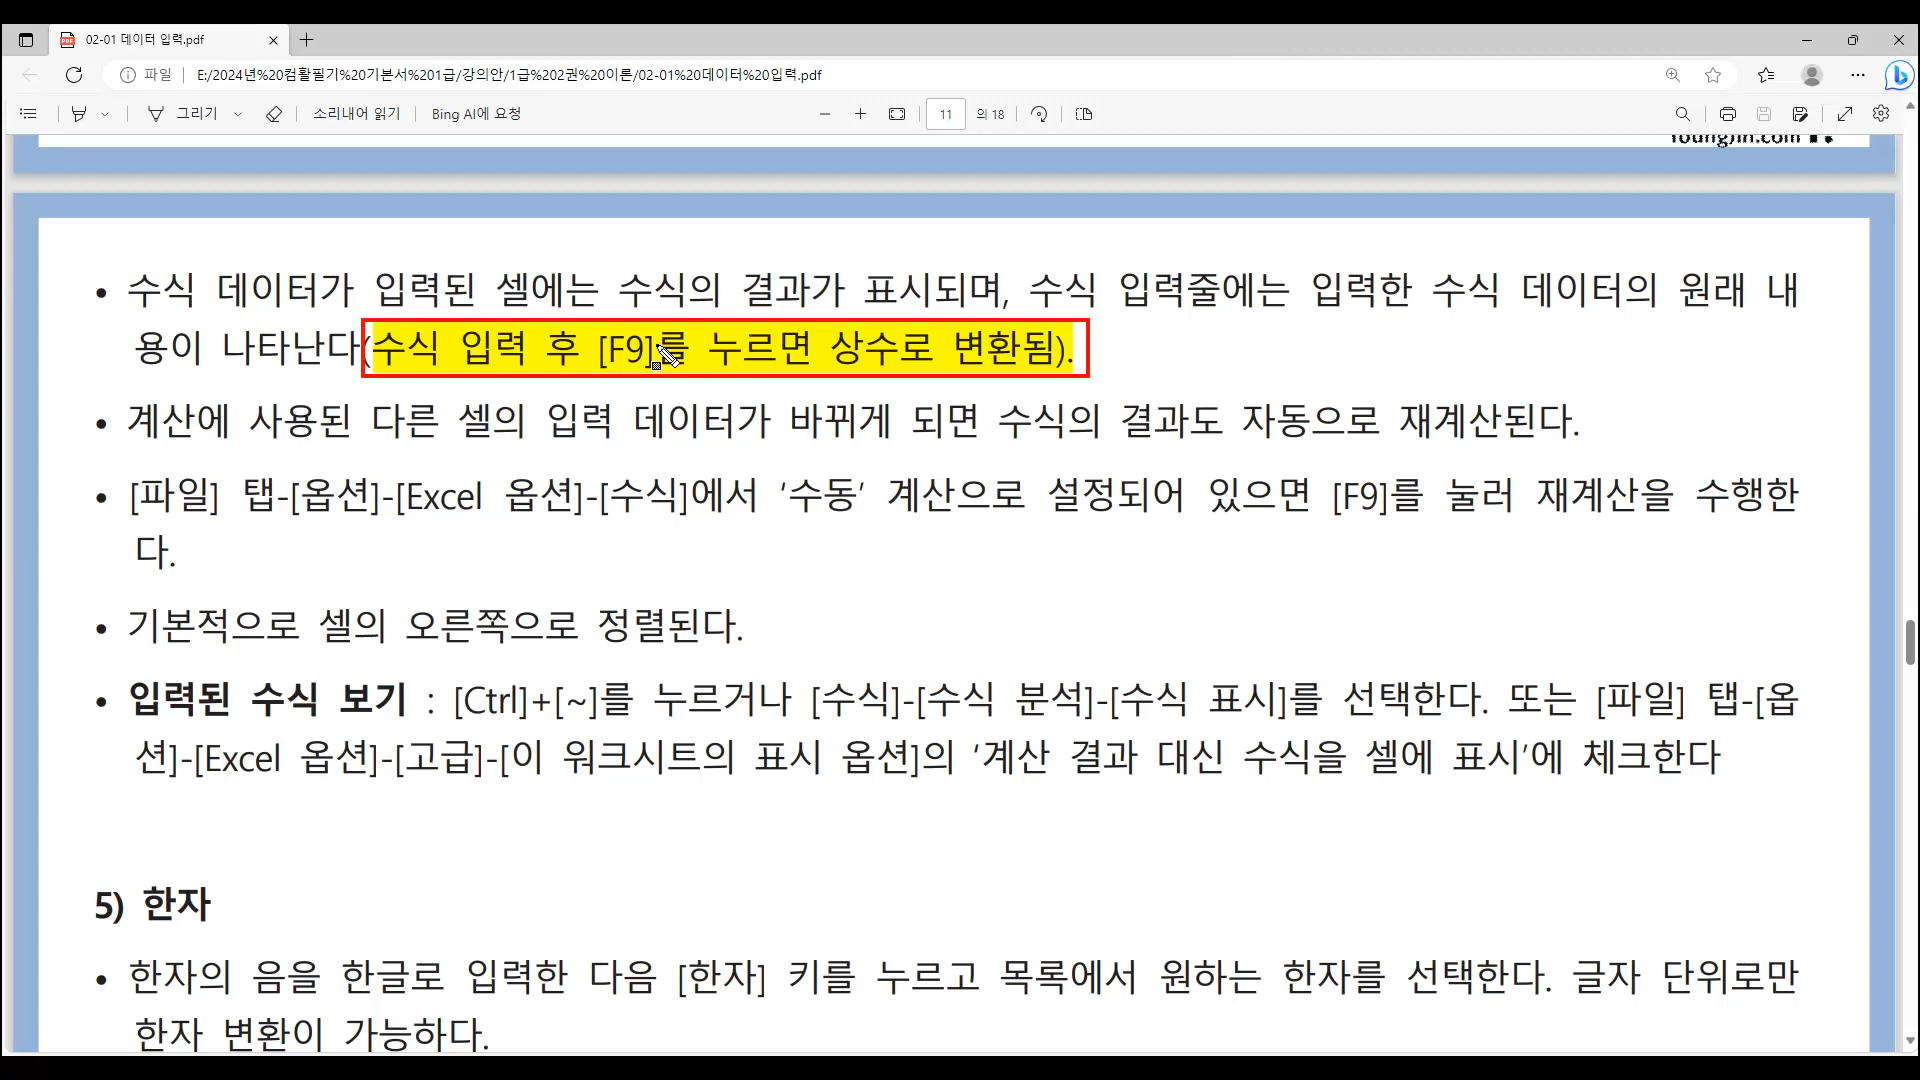 02-01 데이터 입력.pdf
파일 E:/2024년%20컴활필기%20기본서%201급/강의안/1급%202권%20이론/02-01%20데이터%20입력.pdf
그리기 소리내어 읽기 Bing AI에 요청 11 의 18
Youngjin.com
• 수식 데이터가 입력된 셀에는 수식의 결과가 표시되며, 수식 입력줄에는 입력한 수식 데이터의 원래 내
용이 나타난다(수식 입력 후 [F9]를 누르면 상수로 변환됨).
• 계산에 사용된 다른 셀의 입력 데이터가 바뀌게 되면 수식의 결과도 자동으로 재계산된다.
• [파일] 탭-[옵션]-[Excel 옵션]-[수식]에서 ‘수동’ 계산으로 설정되어 있으면 [F9]를 눌러 재계산을 수행한
다.
• 기본적으로 셀의 오른쪽으로 정렬된다.
• 입력된 수식 보기 : [Ctrl]+[~]를 누르거나 [수식]-[수식 분석]-[수식 표시]를 선택한다. 또는 [파일] 탭-[옵
션]-[Excel 옵션]-[고급]-[이 워크시트의 표시 옵션]의 ‘계산 결과 대신 수식을 셀에 표시’에 체크한다
5) 한자
• 한자의 음을 한글로 입력한 다음 [한자] 키를 누르고 목록에서 원하는 한자를 선택한다. 글자 단위로만
한자 변환이 가능하다.